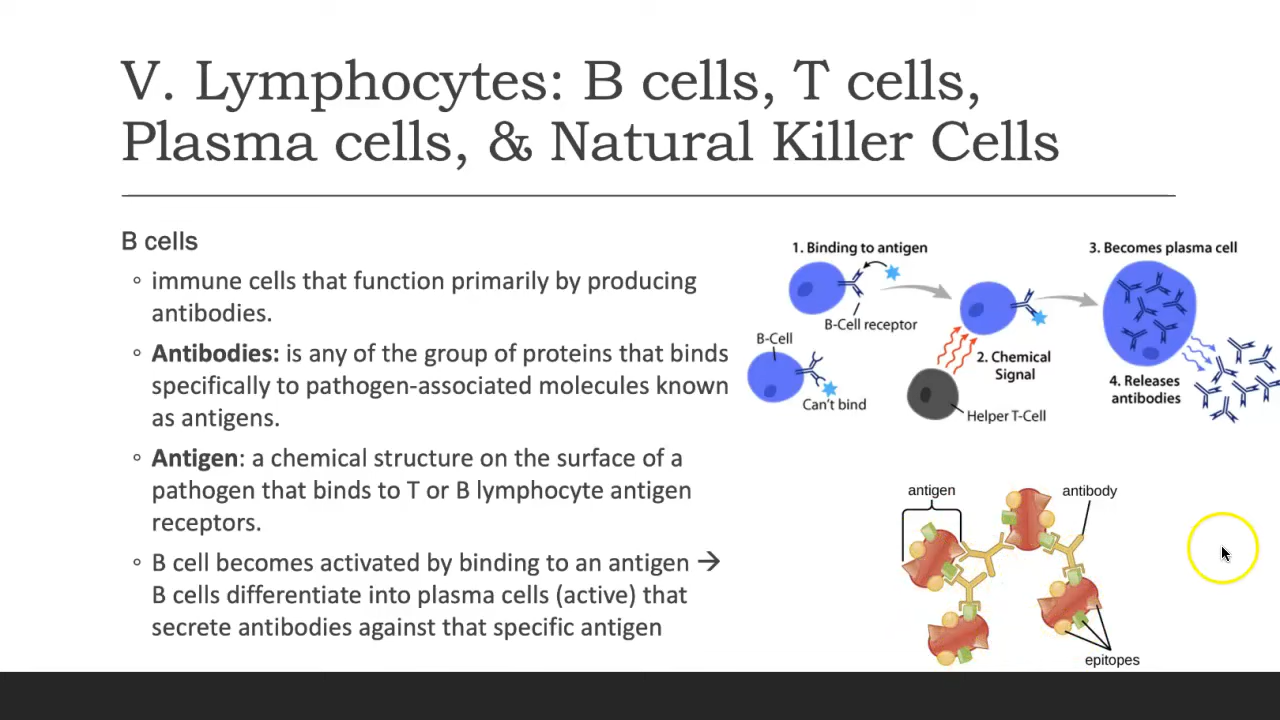 V. Lymphocytes: B cells, T cells,
Plasma cells, & Natural Killer Cells
B cells
◦ immune cells that function primarily by producing
antibodies.
◦ Antibodies: is any of the group of proteins that binds
specifically to pathogen-associated molecules known
as antigens.
◦ Antigen: a chemical structure on the surface of a
pathogen that binds to T or B lymphocyte antigen
receptors.
◦ B cell becomes activated by binding to an antigen →
B cells differentiate into plasma cells (active) that
secrete antibodies against that specific antigen
1. Binding to antigen
B-Cell receptor
B-Cell
Can't bind
2. Chemical
Signal
Helper T-Cell
3. Becomes plasma cell
4. Releases
antibodies
antigen
antibody
epitopes